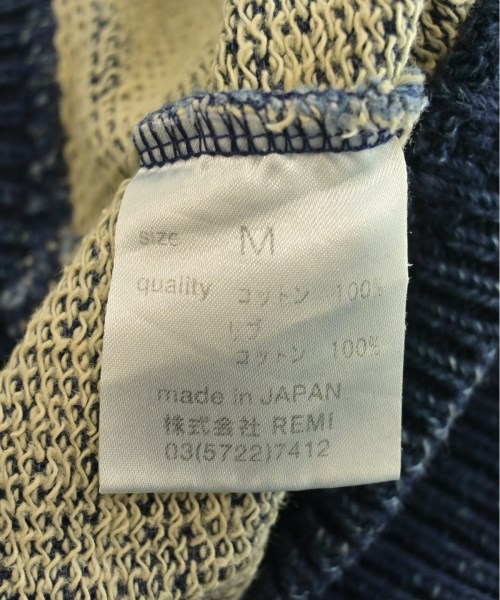 size M
quality コットン 100%
リブ
コットン 100%
made in JAPAN
株式会社 REMI
03(5722)7412